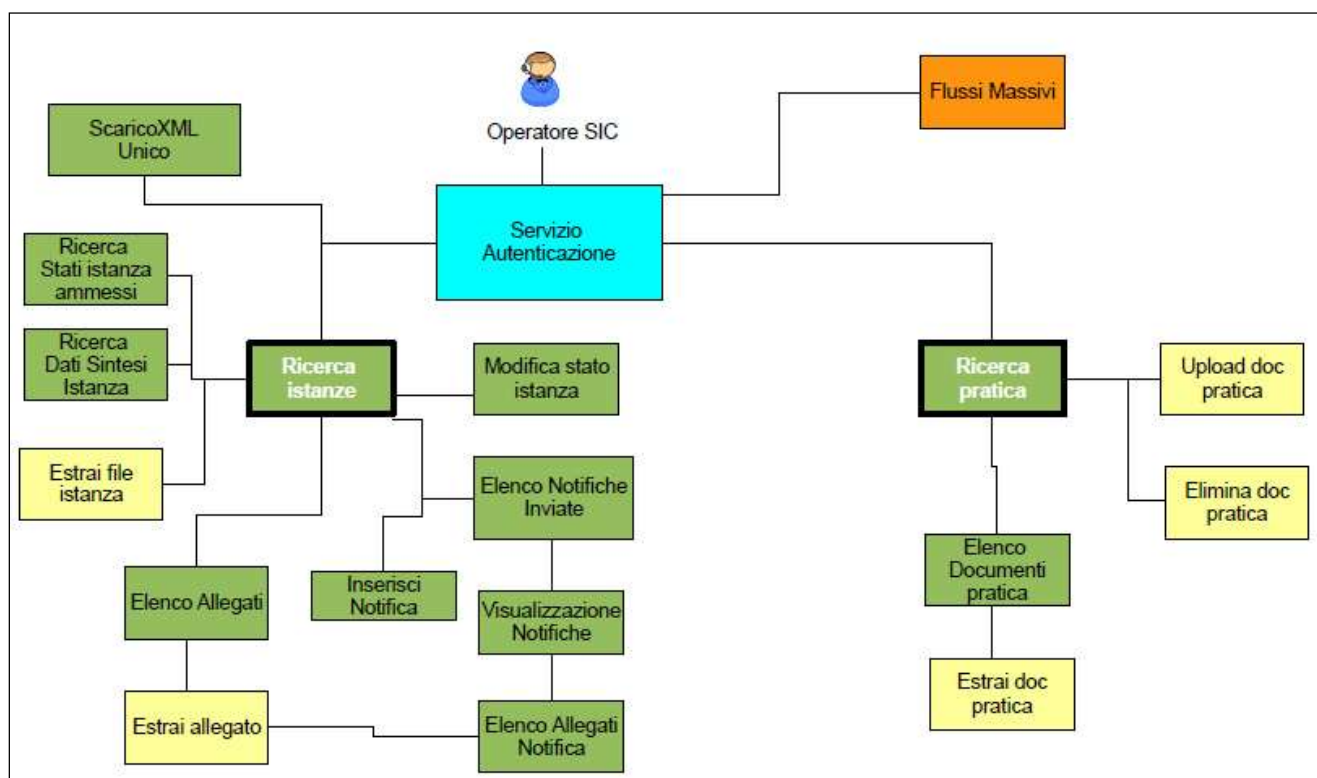 Flussi Massivi
Operatore SIC
ScaricoXML
Unico
Servizio
Autenticazione
Ricerca
Stati istanza
ammessi
Ricerca
Dati Sintesi
Istanza
Ricerca
istanze
Modifica stato
istanza
Ricerca
pratica
Upload doc
pratica
Estrai file
istanza
Elenco Notifiche
Inviate
Elimina doc
pratica
Elenco Allegati
Inserisci
Notifica
Visualizzazione
Notifiche
Elenco
Documenti
pratica
Estrai allegato
Elenco Allegati
Notifica
Estrai doc
pratica